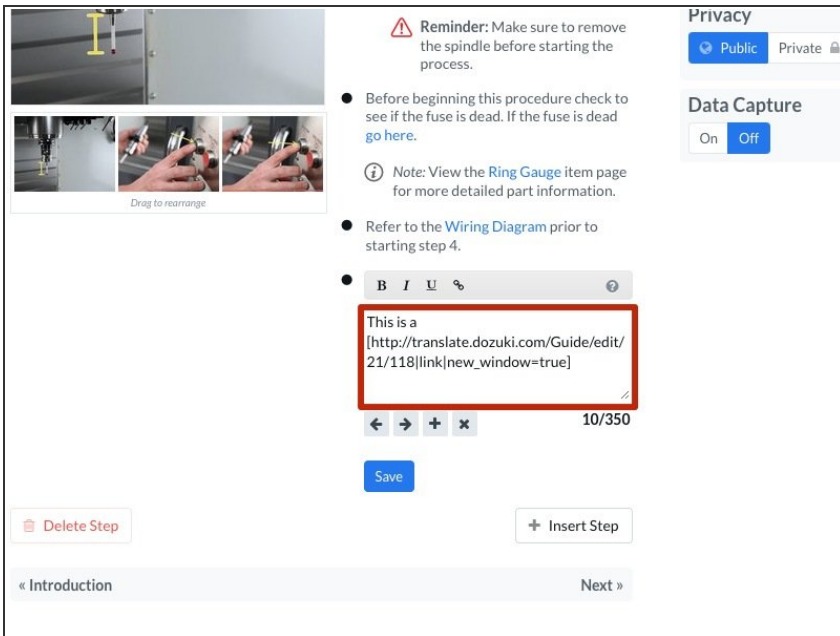 Reminder: Make sure to remove
the spindle before starting the
process.
Before beginning this procedure check to
see if the fuse is dead. If the fuse is dead
go here.
Note: View the Ring Gauge item page
for more detailed part information.
Drag to rearrange
Refer to the Wiring Diagram prior to
starting step 4.
B I U
This is a
[http://translate.dozuki.com/Guide/edit/
21/118|link|new_window=true]
10/350
Save
Delete Step
Insert Step
« Introduction
Next »
Privacy
Public Private
Data Capture
On Off